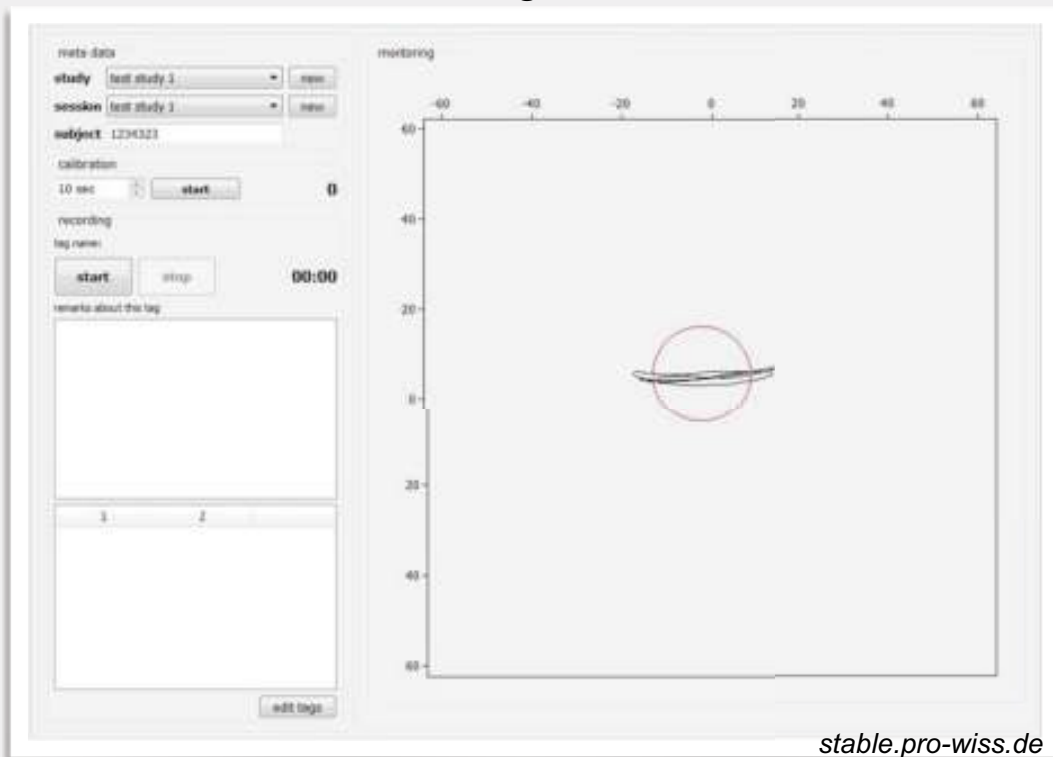 meta data
study test study 1 new
session test study 1 new
subject 1234323
calibration
10 sec start 0
recording
tag name:
start stop 00:00
remarks about this tag
1 2
edit tags
monitoring
-60 -40 -20 0 20 40 60
60
40
20
0
20
40
60
stable.pro-wiss.de